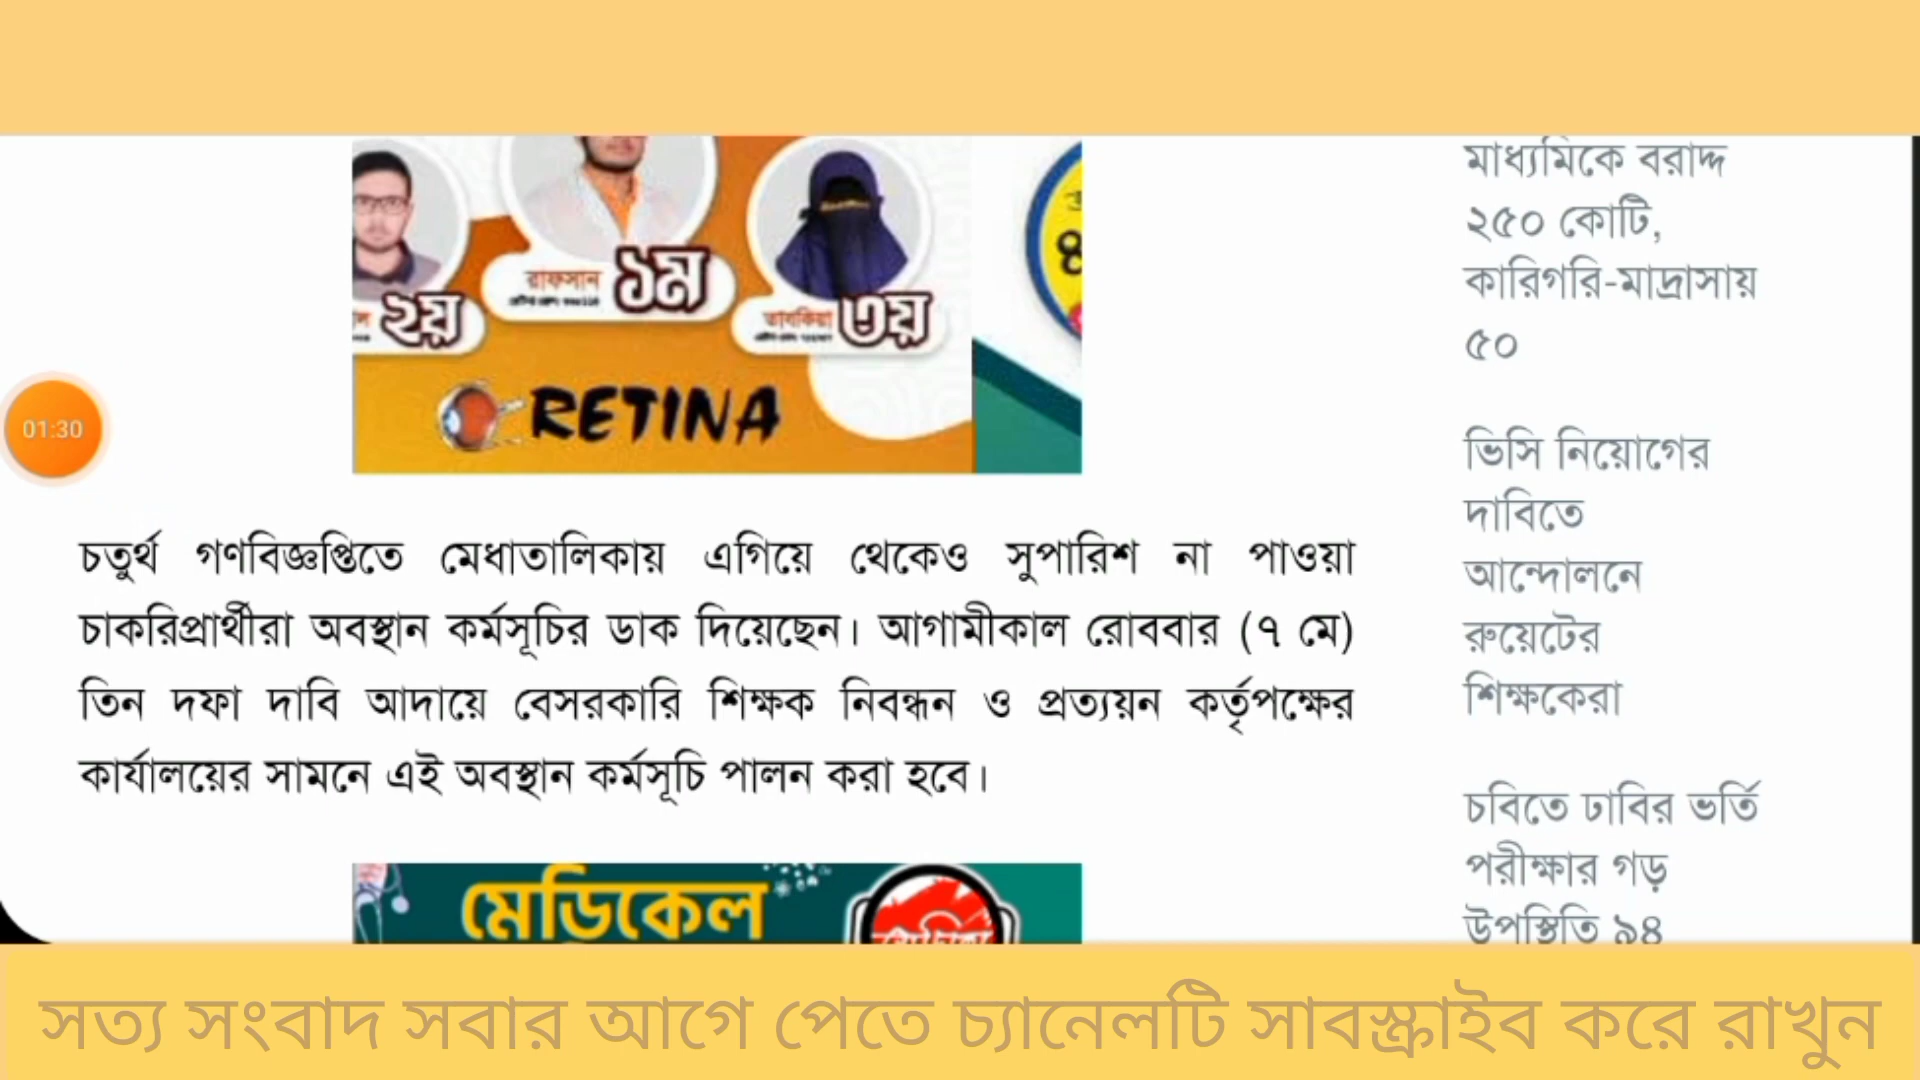 রাফসান ১ম
২য়
তাযকিয়া ৩য়
RETINA
01:30
চতুর্থ গণবিজ্ঞপ্তিতে মেধাতালিকায় এগিয়ে থেকেও সুপারিশ না পাওয়া
চাকরিপ্রার্থীরা অবস্থান কর্মসূচির ডাক দিয়েছেন। আগামীকাল রোববার (৭ মে)
তিন দফা দাবি আদায়ে বেসরকারি শিক্ষক নিবন্ধন ও প্রত্যয়ন কর্তৃপক্ষের
কার্যালয়ের সামনে এই অবস্থান কর্মসূচি পালন করা হবে।
মেডিকেল
মাধ্যমিকে বরাদ্দ
২৫০ কোটি,
কারিগরি-মাদ্রাসায়
৫০
ভিসি নিয়োগের
দাবিতে
আন্দোলনে
রুয়েটের
শিক্ষকেরা
চবিতে ঢাবির ভর্তি
পরীক্ষার গড়
উপস্থিতি ৯৪
সত্য সংবাদ সবার আগে পেতে চ্যানেলটি সাবস্ক্রাইব করে রাখুন